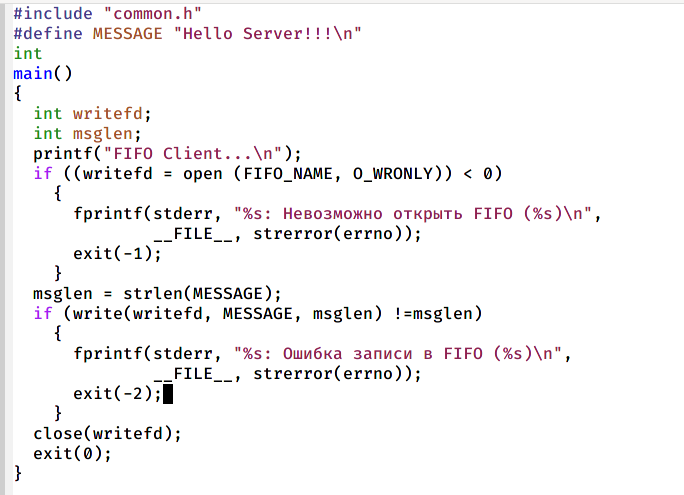 #include "common.h"
#define MESSAGE "Hello Server!!!\n"
int
main()
{
  int writefd;
  int msglen;
  printf("FIFO Client...\n");
  if ((writefd = open (FIFO_NAME, O_WRONLY)) < 0)
    {
      fprintf(stderr, "%s: Невозможно открыть FIFO (%s)\n",
              __FILE__, strerror(errno));
      exit(-1);
    }
  msglen = strlen(MESSAGE);
  if (write(writefd, MESSAGE, msglen) !=msglen)
    {
      fprintf(stderr, "%s: Ошибка записи в FIFO (%s)\n",
              __FILE__, strerror(errno));
      exit(-2);
    }
  close(writefd);
  exit(0);
}